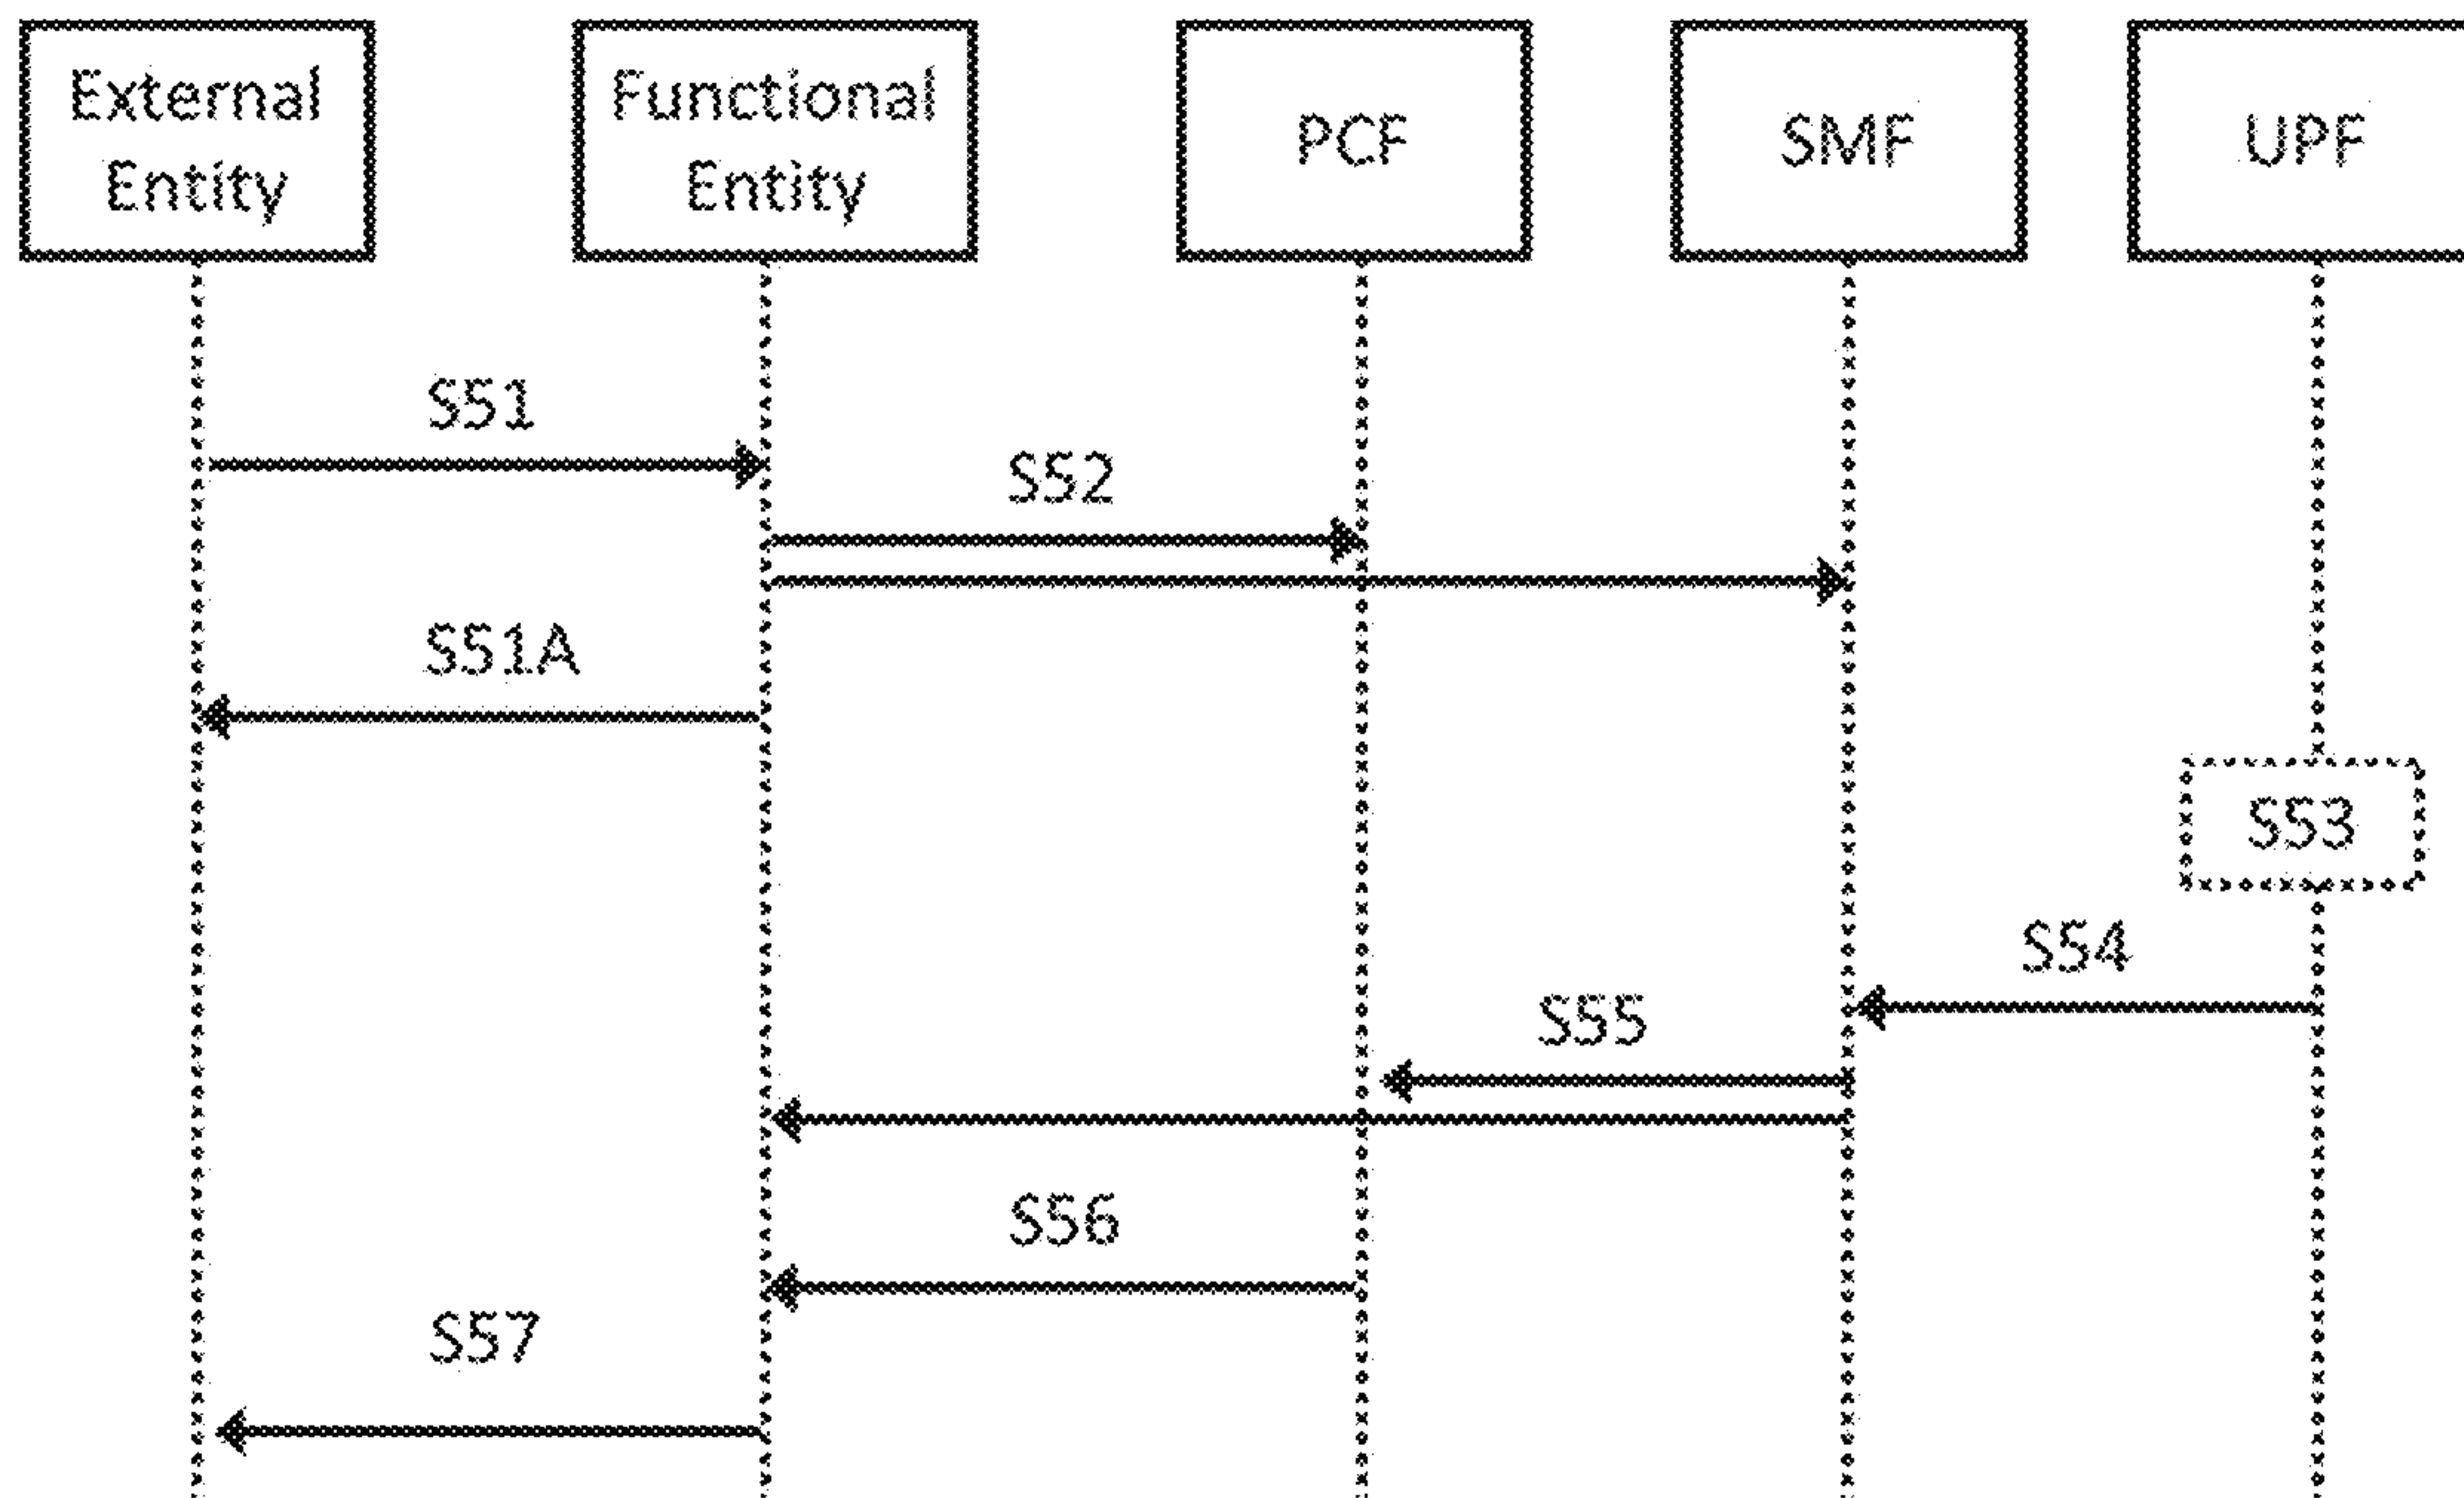 External
Entity
Functional
Entity
PCF
SMF
UPF
S51
S52
S51A
S53
S54
S55
S56
S57